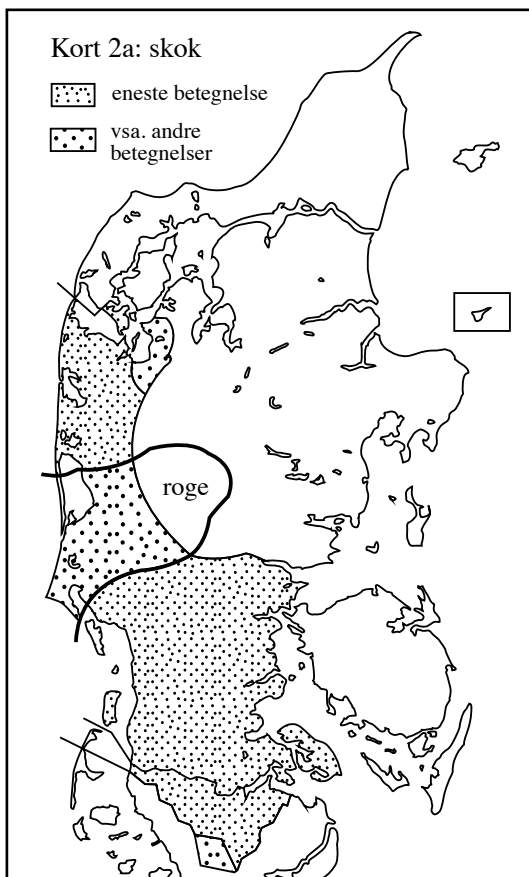 Kort 2a: skok
eneste betegnelse
vsa. andre
betegnelser
roge